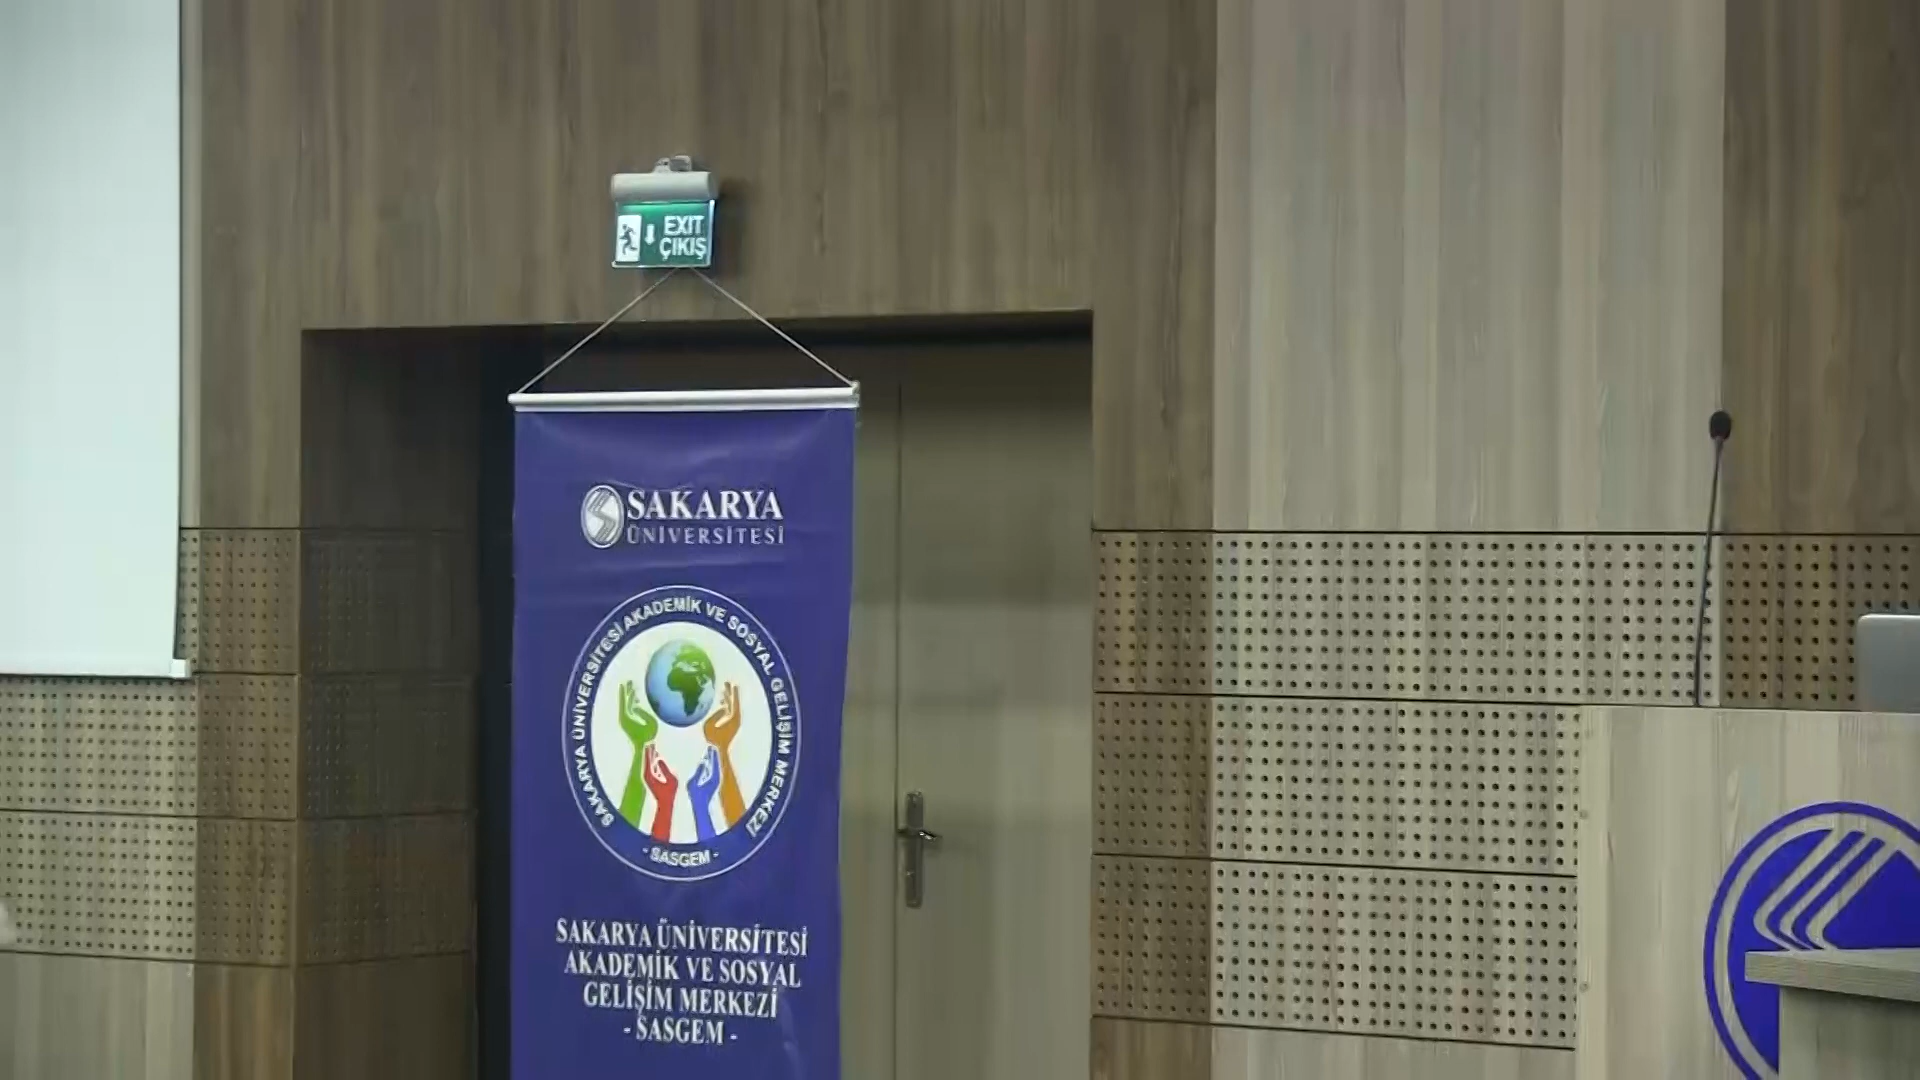 EXIT
ÇIKIŞ
SAKARYA
ÜNİVERSİTESİ
SAKARYA ÜNİVERSİTESİ AKADEMİK VE SOSYAL GELİŞİM MERKEZİ
- SASGEM -
SAKARYA ÜNİVERSİTESİ
AKADEMİK VE SOSYAL
GELİŞİM MERKEZİ
- SASGEM -